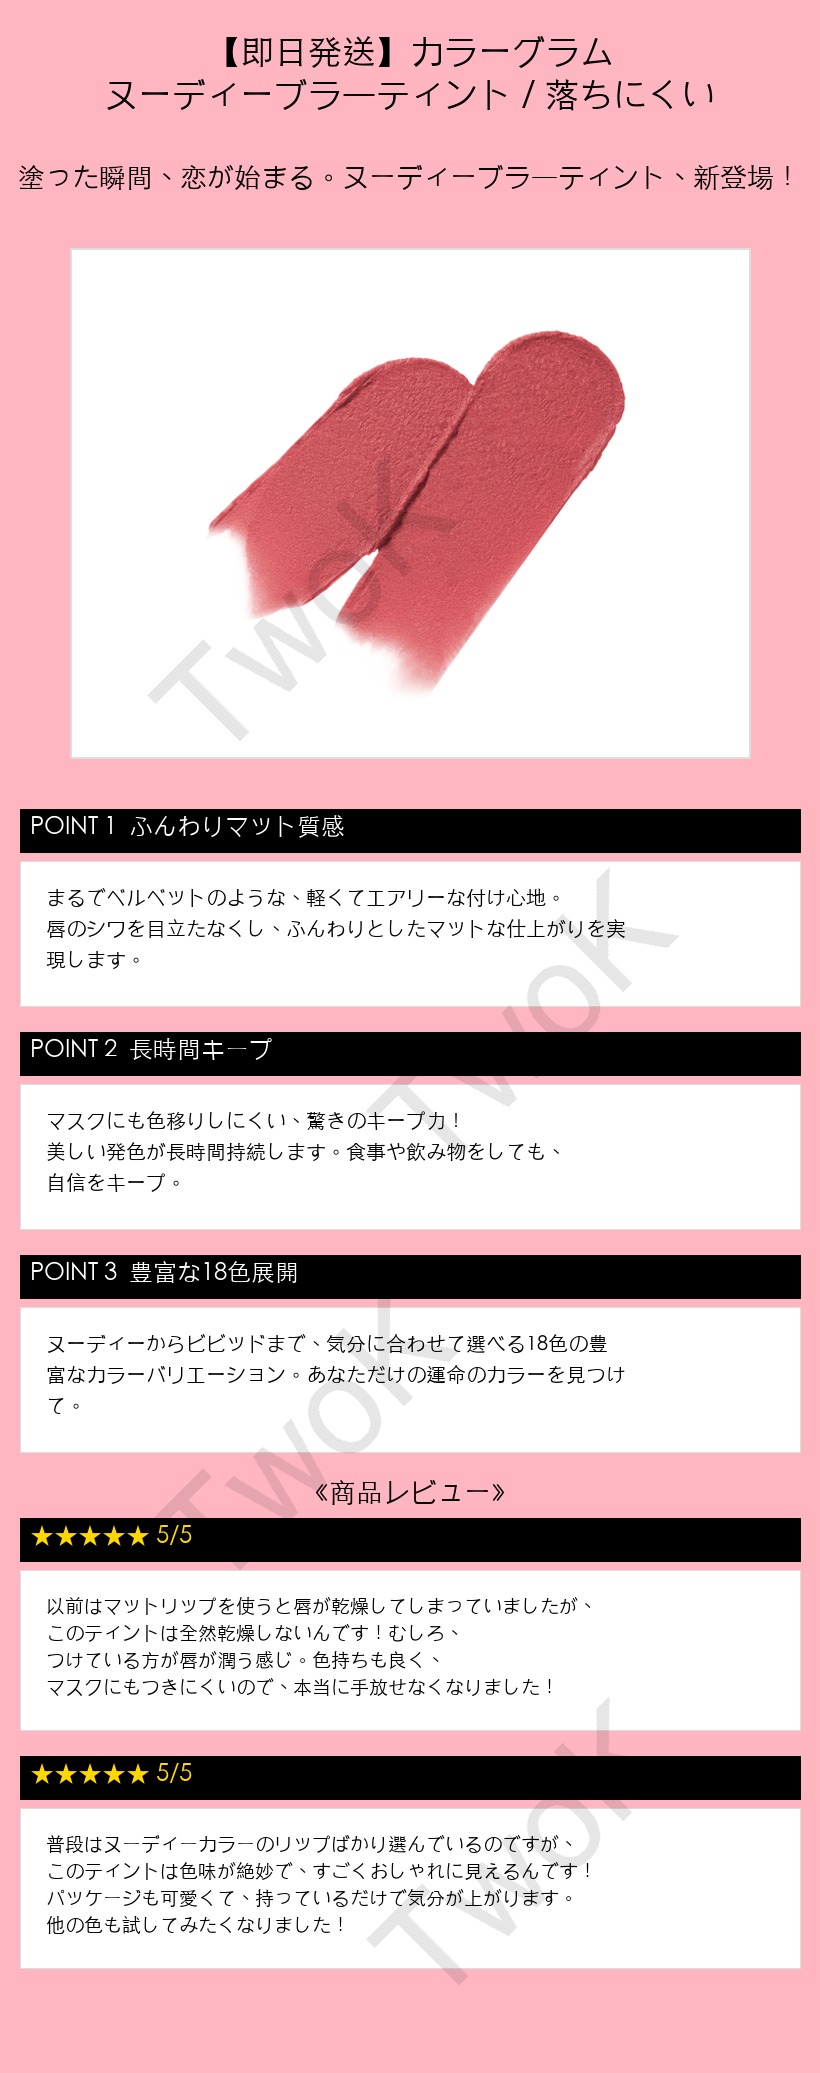 【即日発送】カラーグラム
ヌーディーブラーティント / 落ちにくい
塗った瞬間、恋が始まる。ヌーディーブラーティント、新登場！
TwoK
POINT 1 ふんわりマット質感
まるでベルベットのような、軽くてエアリーな付け心地。
唇のシワを目立たなくし、ふんわりとしたマットな仕上がりを実
現します。
TwoK
POINT 2 長時間キープ
マスクにも色移りしにくい、驚きのキープ力！
美しい発色が長時間持続します。食事や飲み物をしても、
自信をキープ。
POINT 3 豊富な18色展開
ヌーディーからビビッドまで、気分に合わせて選べる18色の豊
富なカラーバリエーション。あなただけの運命のカラーを見つけ
て。
TwoK
《商品レビュー》
★★★★★ 5/5
以前はマットリップを使うと唇が乾燥してしまっていましたが、
このティントは全然乾燥しないんです！むしろ、
つけている方が唇が潤う感じ。色持ちも良く、
マスクにもつきにくいので、本当に手放せなくなりました！
★★★★★ 5/5
普段はヌーディーカラーのリップばかり選んでいるのですが、
このティントは色味が絶妙で、すごくおしゃれに見えるんです！
パッケージも可愛くて、持っているだけで気分が上がります。
他の色も試してみたくなりました！
TwoK